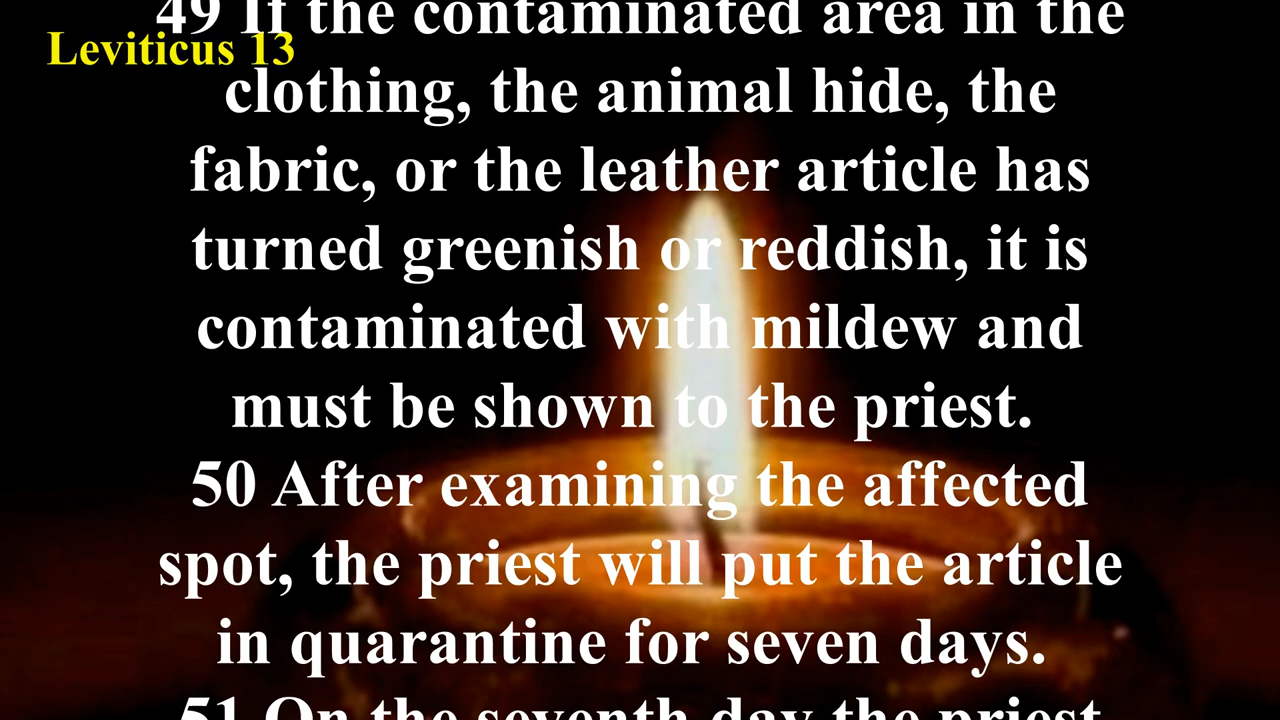 Leviticus 13
49 If the contaminated area in the
clothing, the animal hide, the
fabric, or the leather article has
turned greenish or reddish, it is
contaminated with mildew and
must be shown to the priest.
50 After examining the affected
spot, the priest will put the article
in quarantine for seven days.
51 On the seventh day the priest